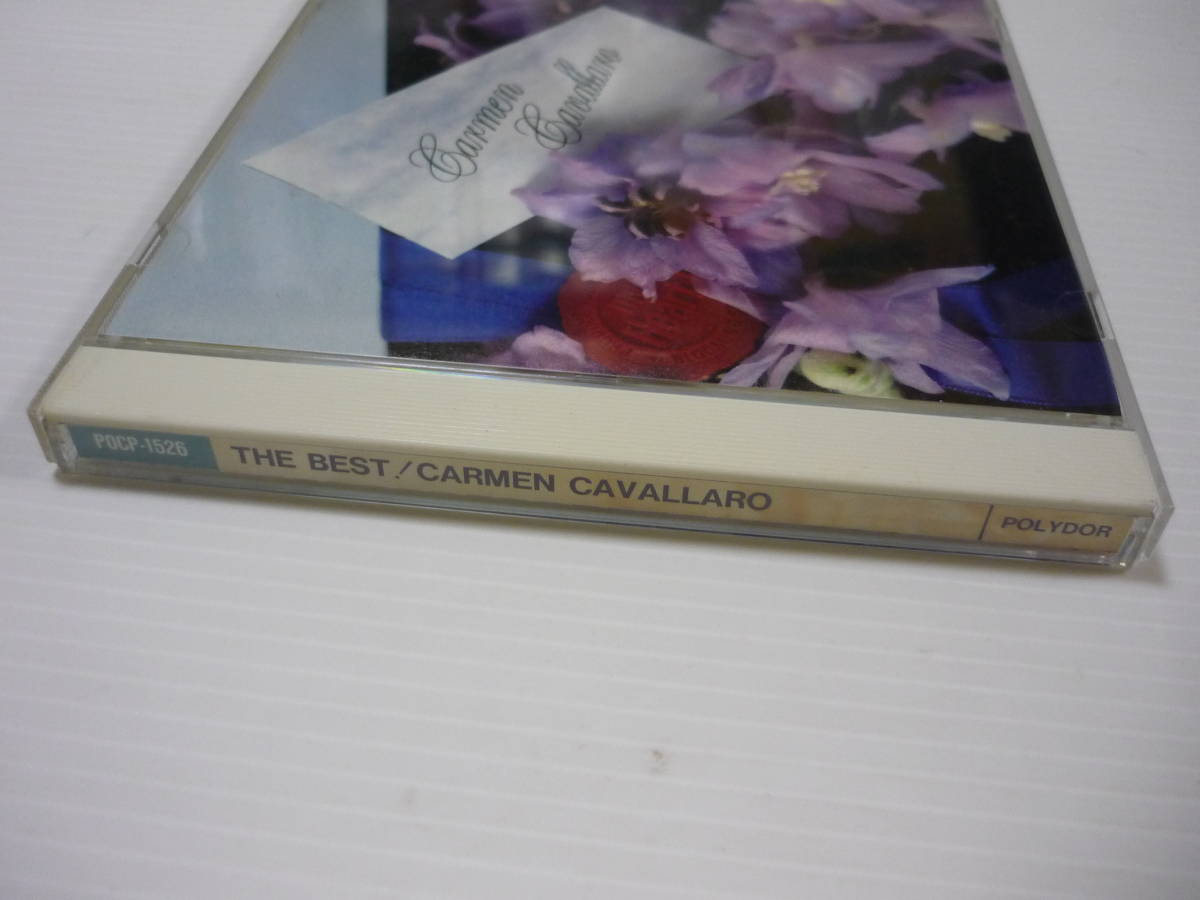 Carmen
Cavallaro
POCP-1526
THE BEST! CARMEN CAVALLARO
POLYDOR